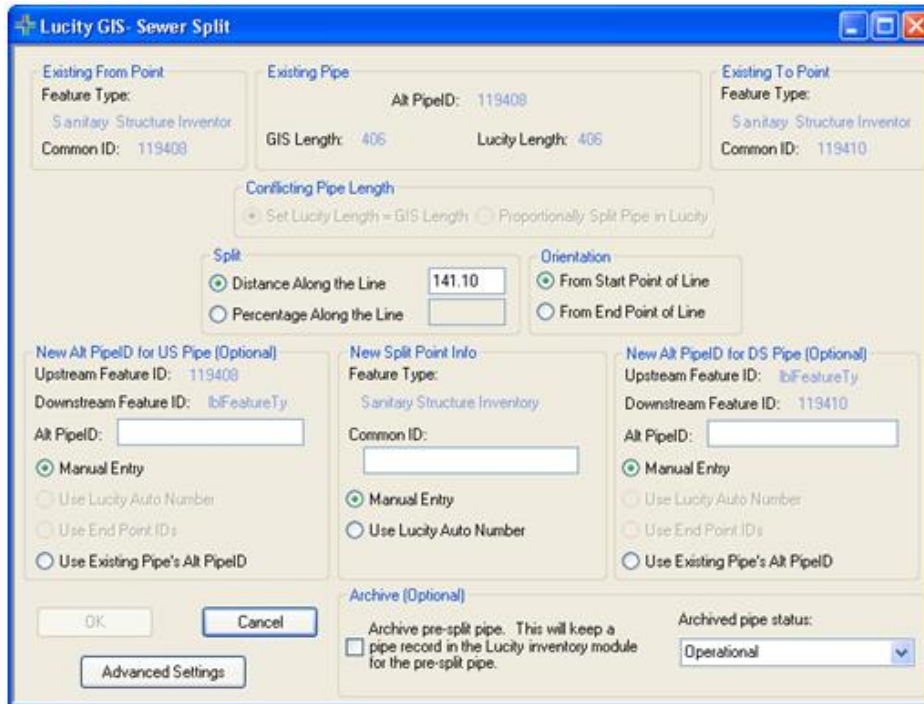 Lucity GIS- Sewer Split
Existing From Point
Feature Type:
Sanitary Structure Inventor
Common ID: 119408
Existing Pipe
Alt PipeID: 119408
GIS Length: 406 Lucity Length: 406
Existing To Point
Feature Type:
Sanitary Structure Inventor
Common ID: 119410
Conflicting Pipe Length
Set Lucity Length = GIS Length Proportionally Split Pipe in Lucity
Split
Distance Along the Line 141.10
Percentage Along the Line
Orientation
From Start Point of Line
From End Point of Line
New Alt PipeID for US Pipe (Optional)
Upstream Feature ID: 119408
Downstream Feature ID: lblFeatureTy
Alt PipeID:
Manual Entry
Use Lucity Auto Number
Use End Point IDs
Use Existing Pipe's Alt PipeID
New Split Point Info
Feature Type:
Sanitary Structure Inventory
Common ID:
Manual Entry
Use Lucity Auto Number
New Alt PipeID for DS Pipe (Optional)
Upstream Feature ID: lblFeatureTy
Downstream Feature ID: 119410
Alt PipeID:
Manual Entry
Use Lucity Auto Number
Use End Point IDs
Use Existing Pipe's Alt PipeID
OK Cancel
Advanced Settings
Archive (Optional)
Archive pre-split pipe. This will keep a
pipe record in the Lucity inventory module
for the pre-split pipe.
Archived pipe status:
Operational